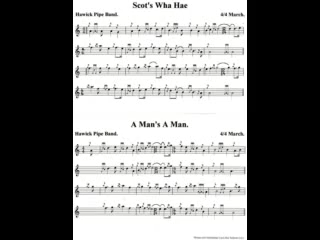 Scot's Wha Hae
Hawick Pipe Band. 4/4 March.
A Man's A Man.
Hawick Pipe Band. 4/4 March.